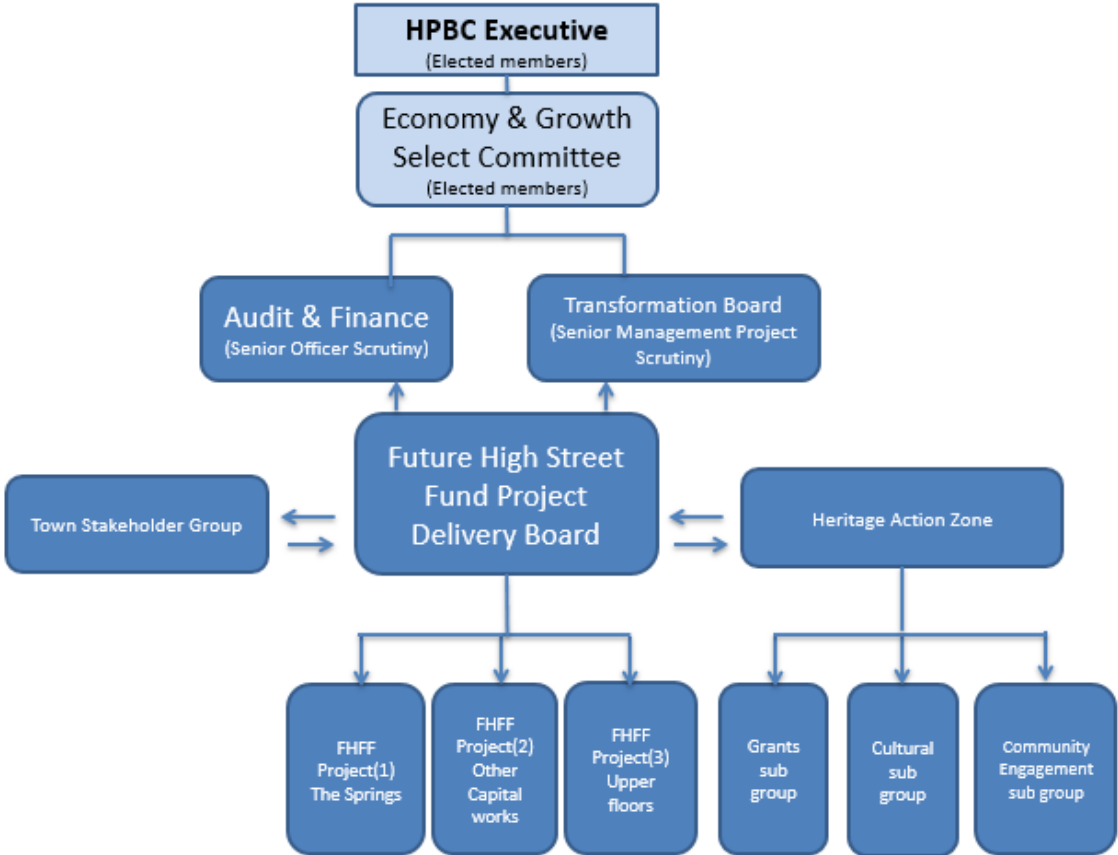 HPBC Executive
(Elected members)
Economy & Growth
Select Committee
(Elected members)
Audit & Finance
(Senior Officer Scrutiny)
Transformation Board
(Senior Management Project
Scrutiny)
Future High Street
Fund Project
Delivery Board
Town Stakeholder Group
Heritage Action Zone
FHFF
Project(1)
The Springs
FHFF
Project(2)
Other
Capital
works
FHFF
Project(3)
Upper
floors
Grants
sub
group
Cultural
sub
group
Community
Engagement
sub group